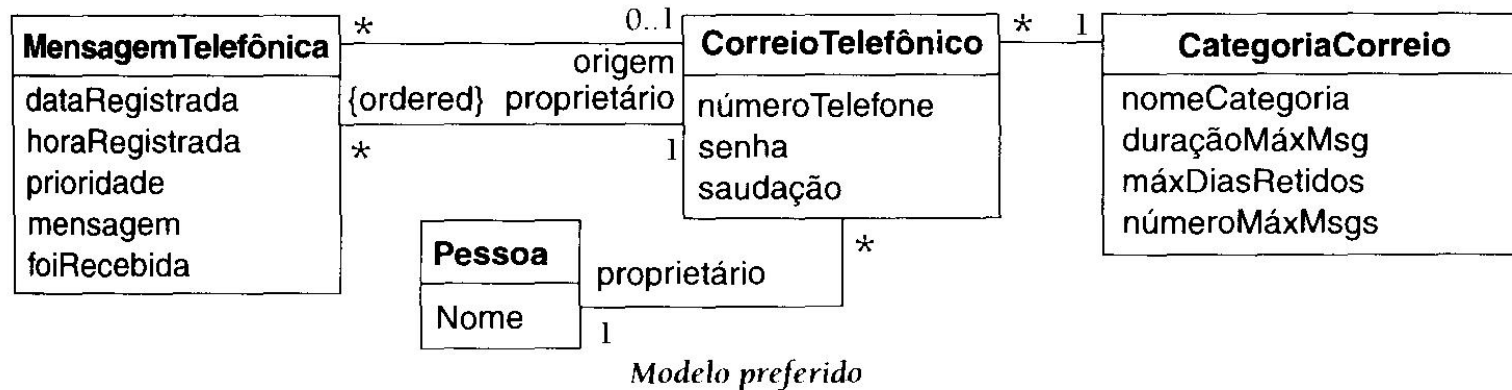 MensagemTelefônica
dataRegistrada
horaRegistrada
prioridade
mensagem
foiRecebida
* 0..1
origem
{ordered} proprietário
* 1
CorreioTelefônico
númeroTelefone
senha
saudação
* 1
CategoriaCorreio
nomeCategoria
duraçãoMáxMsg
máxDiasRetidos
númeroMáxMsgs
Pessoa
Nome
*
proprietário
1
Modelo preferido